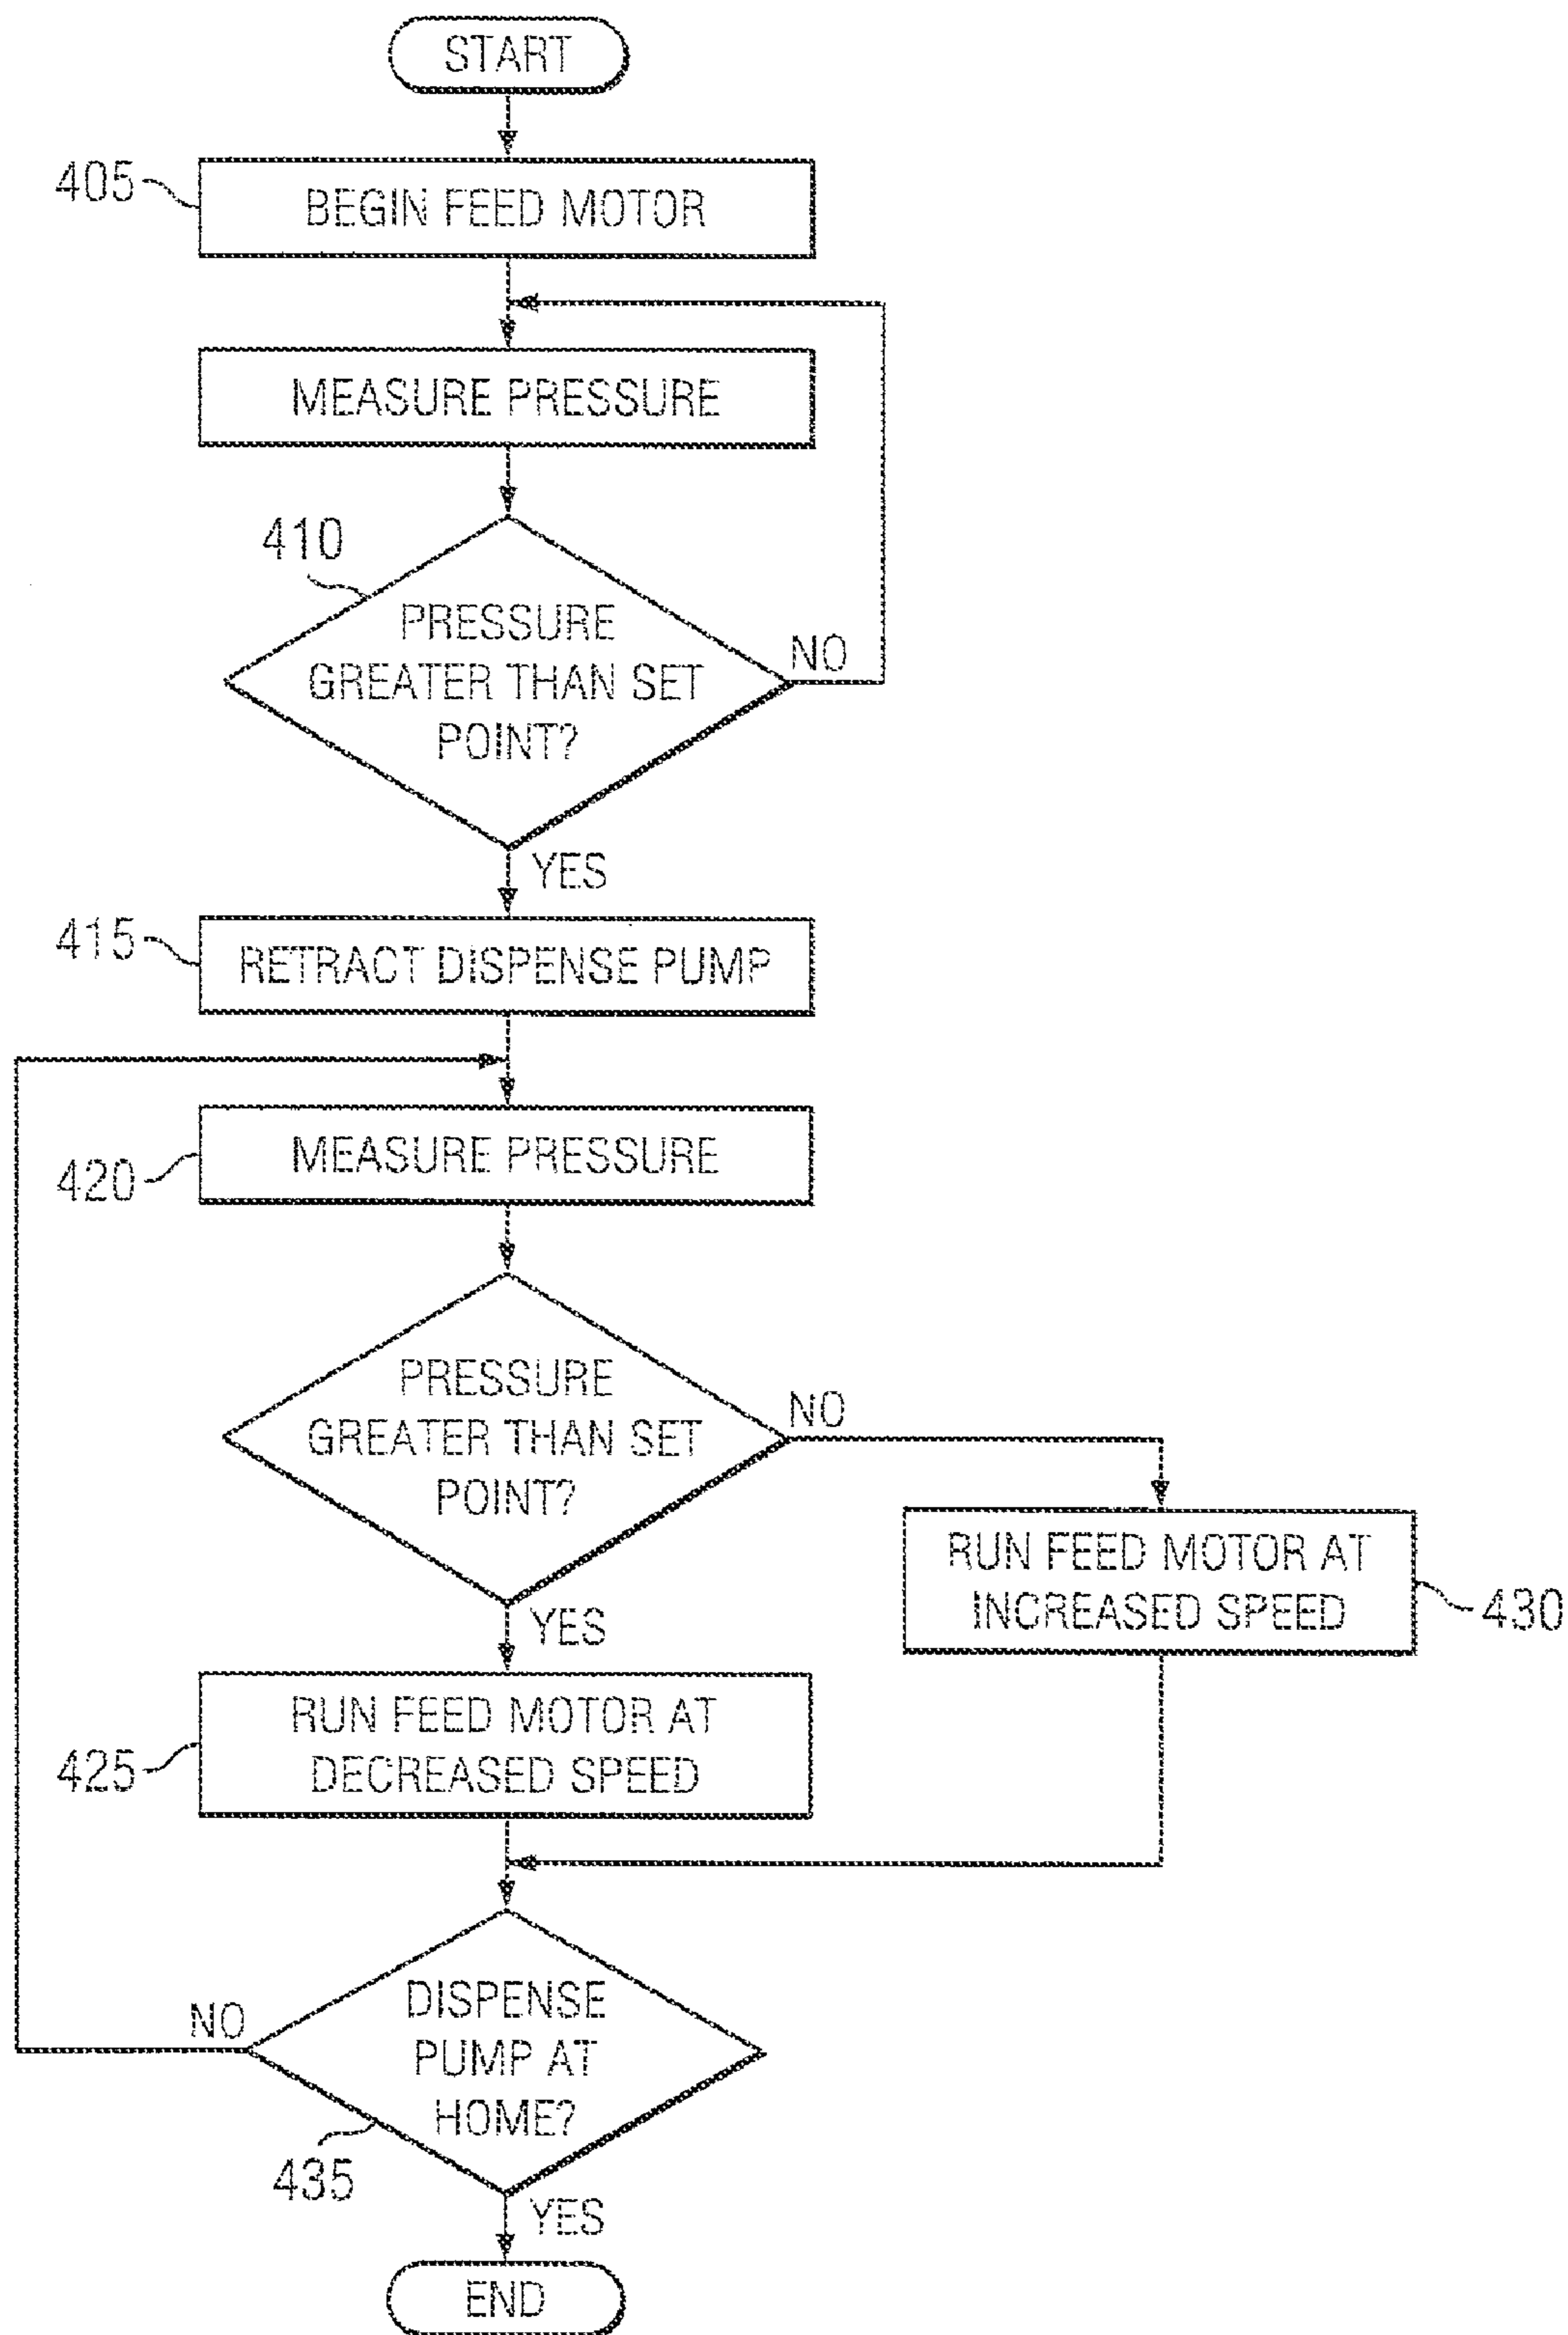 START
405
BEGIN FEED MOTOR
MEASURE PRESSURE
410
PRESSURE
GREATER THAN SET
POINT?
NO
YES
415
RETRACT DISPENSE PUMP
420
MEASURE PRESSURE
PRESSURE
GREATER THAN SET
POINT?
NO
YES
RUN FEED MOTOR AT
INCREASED SPEED
430
425
RUN FEED MOTOR AT
DECREASED SPEED
DISPENSE
PUMP AT
HOME?
NO
435
YES
END